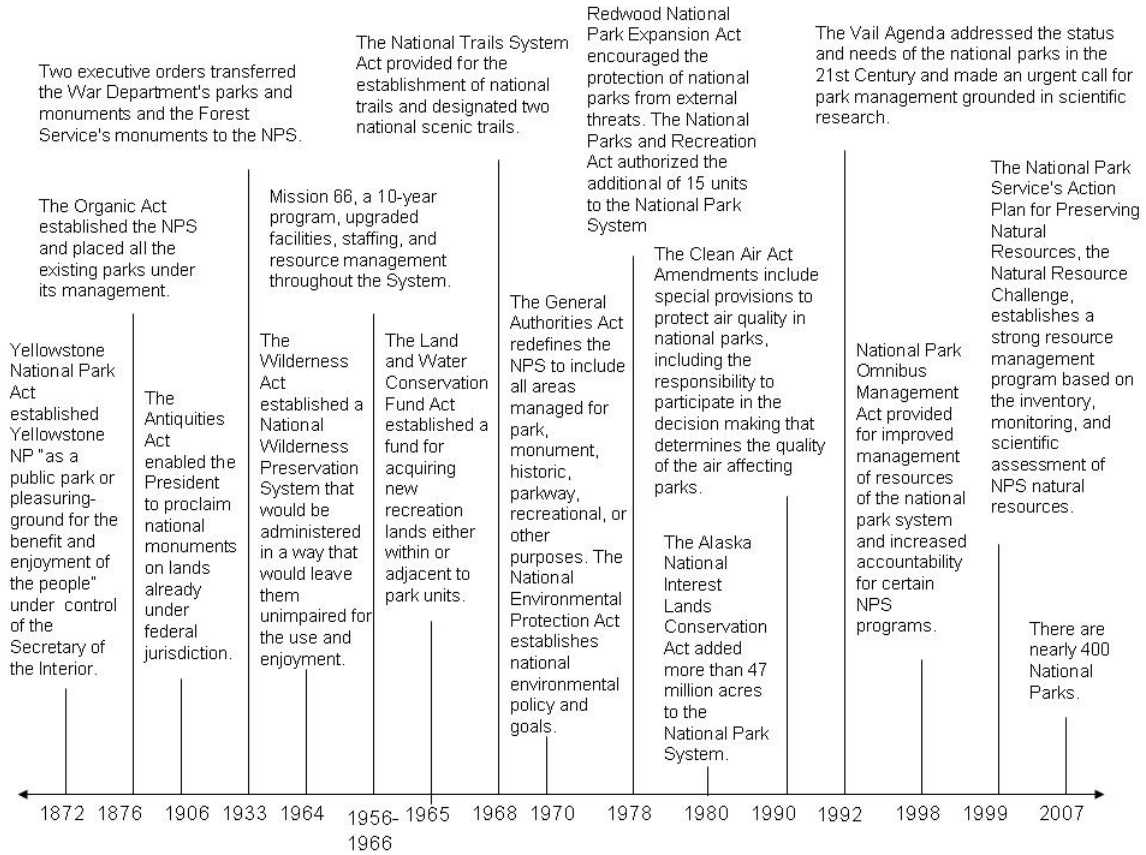 Two executive orders transferred
the War Department's parks and
monuments and the Forest
Service's monuments to the NPS.
The National Trails System
Act provided for the
establishment of national
trails and designated two
national scenic trails.
Redwood National
Park Expansion Act
encouraged the
protection of national
parks from external
threats. The National
Parks and Recreation
Act authorized the
additional of 15 units
to the National Park
System
The Vail Agenda addressed the status
and needs of the national parks in the
21st Century and made an urgent call for
park management grounded in scientific
research.
The Organic Act
established the NPS
and placed all the
existing parks under
its management.
Mission 66, a 10-year
program, upgraded
facilities, staffing, and
resource management
throughout the System.
The Clean Air Act
Amendments include
special provisions to
protect air quality in
national parks,
including the
responsibility to
participate in the
decision making that
determines the quality
of the air affecting
parks.
The National Park
Service's Action
Plan for Preserving
Natural
Resources, the
Natural Resource
Challenge,
establishes a
strong resource
management
program based on
the inventory,
monitoring, and
scientific
assessment of
NPS natural
resources.
Yellowstone
National Park
Act
established
Yellowstone
NP "as a
public park or
pleasuring-
ground for the
benefit and
enjoyment of
the people"
under control
of the
Secretary of
the Interior.
The
Antiquities
Act
enabled the
President
to proclaim
national
monuments
on lands
already
under
federal
jurisdiction.
The
Wilderness
Act
established a
National
Wilderness
Preservation
System that
would be
administered
in a way that
would leave
them
unimpaired for
the use and
enjoyment.
The Land
and Water
Conservation
Fund Act
established a
fund for
acquiring
new
recreation
lands either
within or
adjacent to
park units.
The General
Authorities Act
redefines the
NPS to include
all areas
managed for
park,
monument,
historic,
parkway,
recreational, or
other
purposes. The
National
Environmental
Protection Act
establishes
national
environmental
policy and
goals.
The Alaska
National
Interest
Lands
Conservation
Act added
more than 47
million acres
to the
National Park
System.
National Park
Omnibus
Management
Act provided
for improved
management
of resources
of the national
park system
and increased
accountability
for certain
NPS
programs.
There are
nearly 400
National
Parks.
1872 1876 1906 1933 1964 1956-
1966 1965 1968 1970 1978 1980 1990 1992 1998 1999 2007